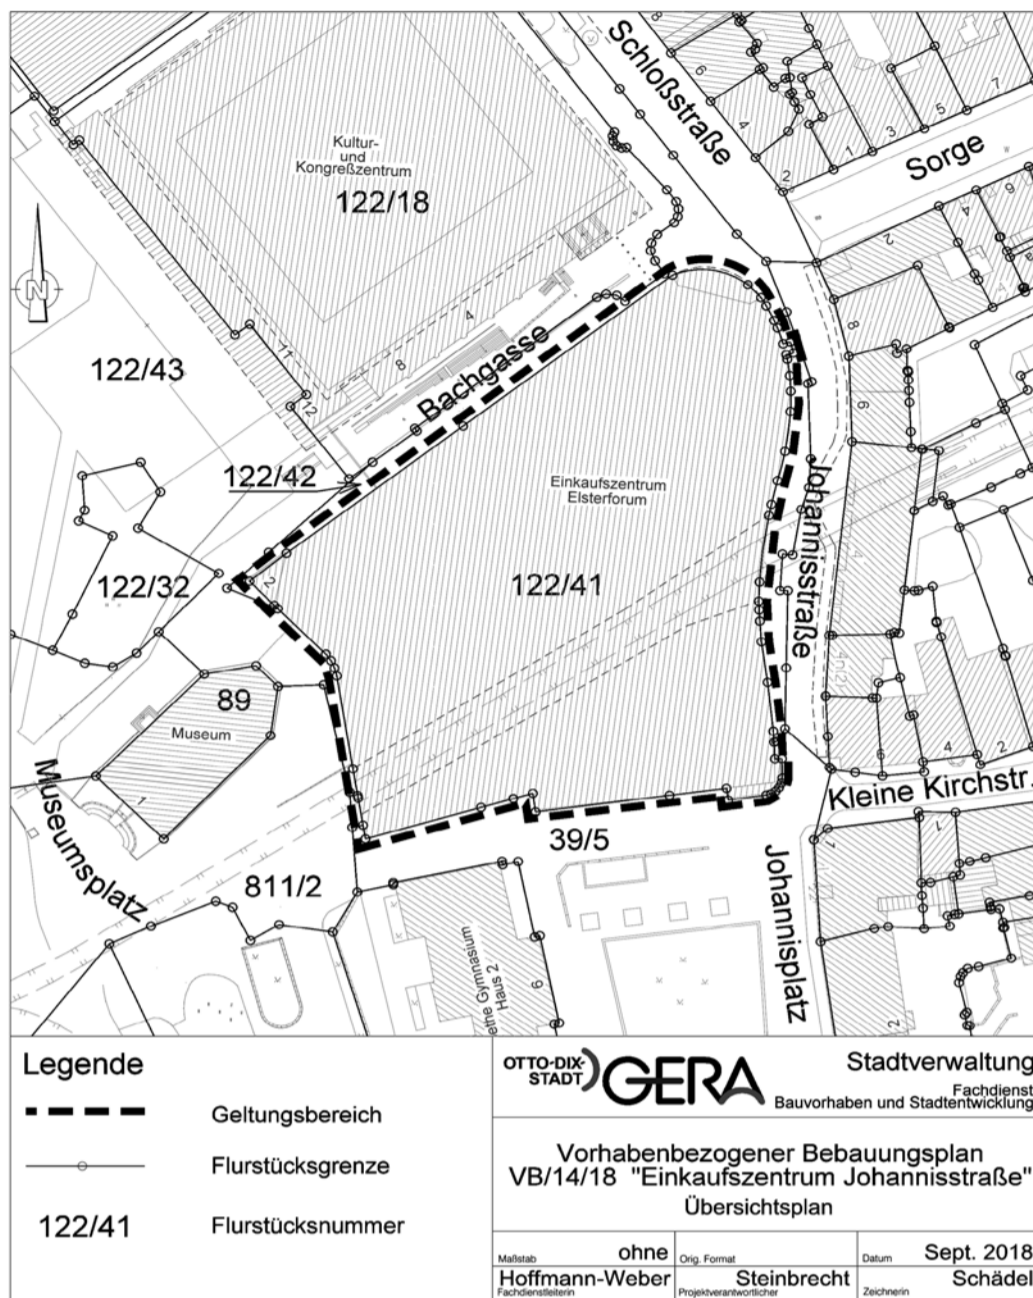 Schloßstraße
Sorge
Kultur-
und
Kongreßzentrum
122/18
N
122/43
Bachgasse
122/42
122/32
Einkaufszentrum
Elsterforum
122/41
Johannisstraße
89
Museum
Museumsplatz
811/2
39/5
Kleine Kirchstr.
Johannisplatz
Gymnasium
Haus 2
Legende
Geltungsbereich
Flurstücksgrenze
122/41 Flurstücksnummer
OTTO-DIX-
STADT
GERA
Stadtverwaltung
Fachdienst
Bauvorhaben und Stadtentwicklung
Vorhabenbezogener Bebauungsplan
VB/14/18 "Einkaufszentrum Johannisstraße"
Übersichtsplan
Maßstab ohne Orig. Format Datum Sept. 2018
Hoffmann-Weber Steinbrecht Schädel
Fachdienstleiterin Projektverantwortlicher Zeichnerin